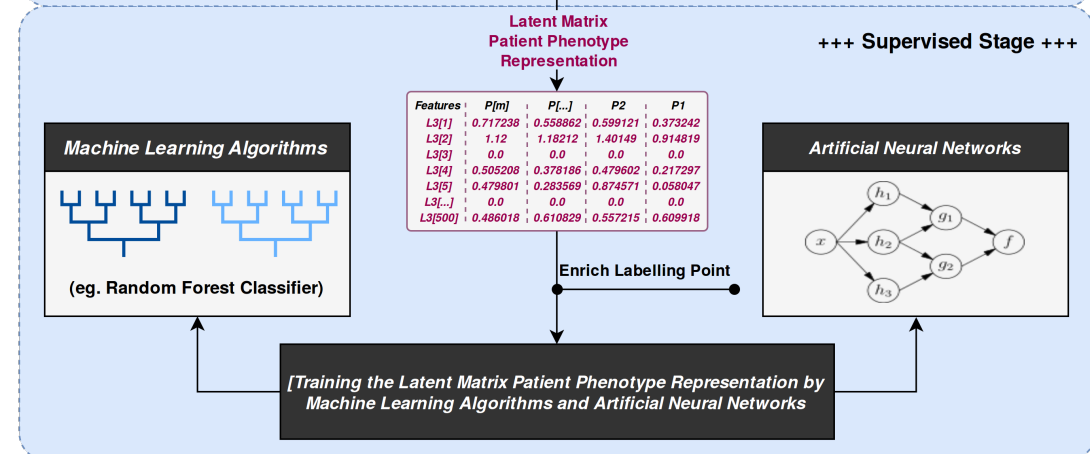 Latent Matrix
Patient Phenotype
Representation
+++ Supervised Stage +++
Features P[m] P[...] P2 P1
L3[1] 0.717238 0.558862 0.599121 0.373242
L3[2] 1.12 1.18212 1.40149 0.914819
L3[3] 0.0 0.0 0.0 0.0
L3[4] 0.505208 0.378186 0.479602 0.217297
L3[5] 0.479801 0.283569 0.874571 0.058047
L3[...] 0.0 0.0 0.0 0.0
L3[500] 0.486018 0.610829 0.557215 0.609918
Machine Learning Algorithms
(eg. Random Forest Classifier)
Artificial Neural Networks
x
h1
h2
h3
g1
g2
f
Enrich Labelling Point
[Training the Latent Matrix Patient Phenotype Representation by
Machine Learning Algorithms and Artificial Neural Networks